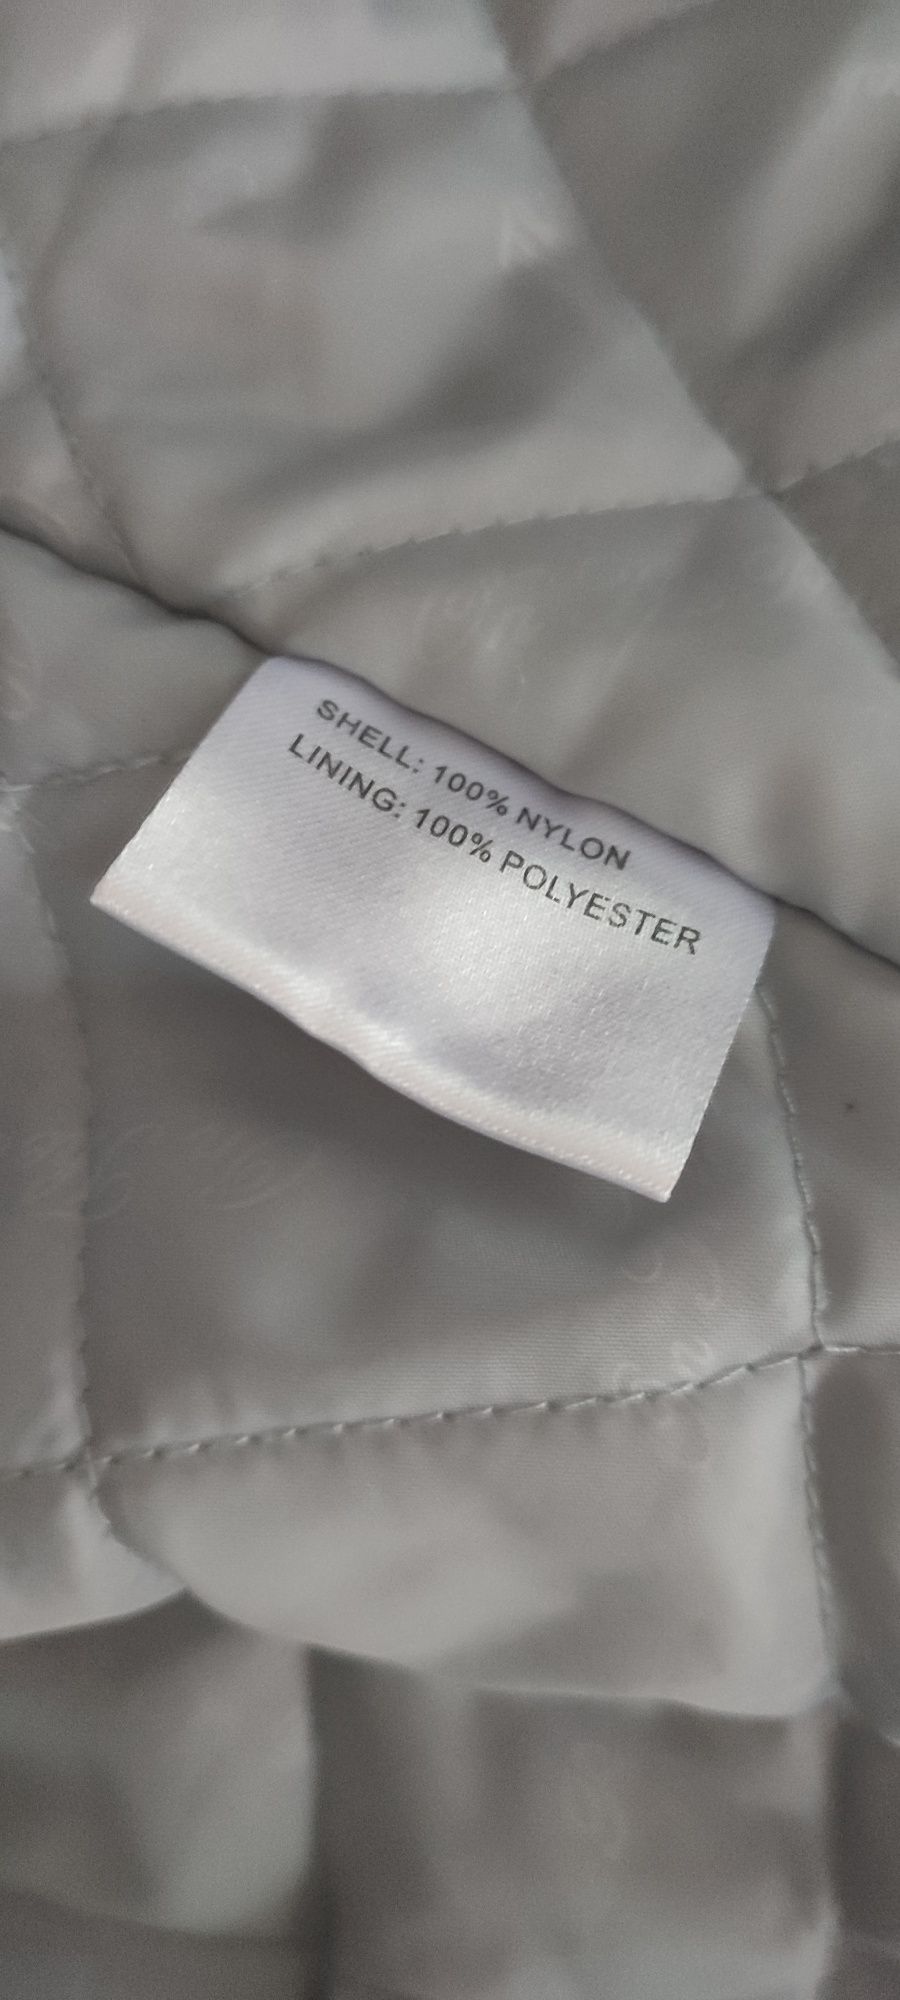 SHELL: 100% NYLON
LINING: 100% POLYESTER